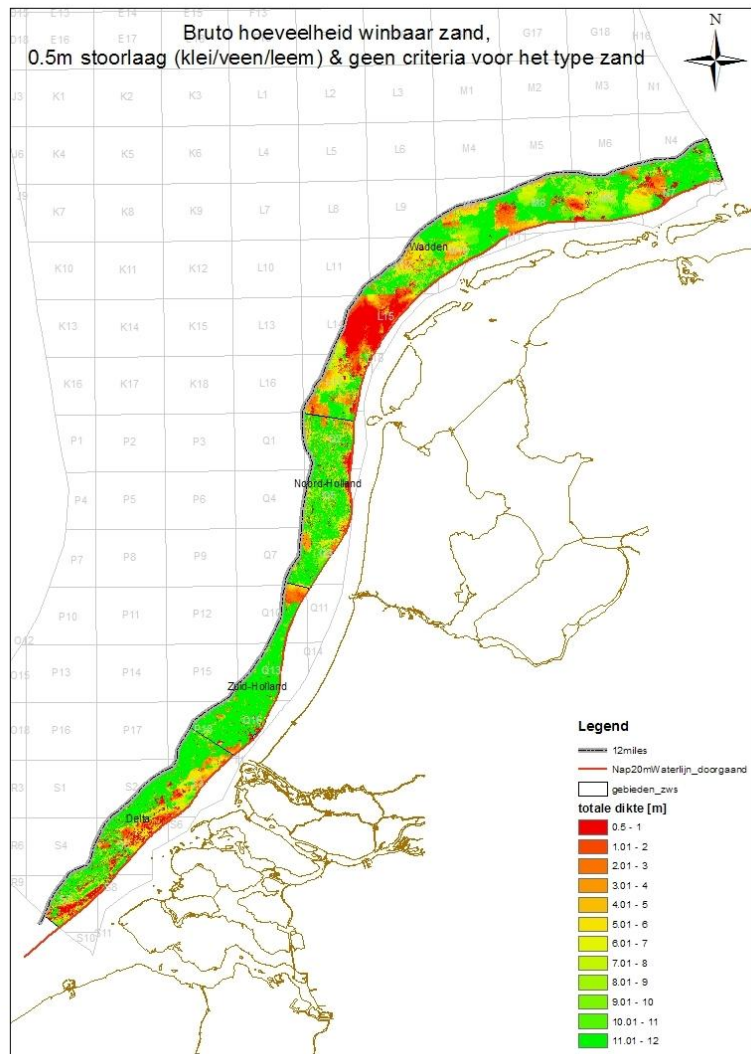 Bruto hoeveelheid winbaar zand,
0.5m stoorlaag (klei/veen/leem) & geen criteria voor het type zand
N
E16
E17
G17
G18
H16
J3
K1
K2
K3
L1
L2
L3
M1
M2
M3
N1
J6
K4
K5
K6
L4
L5
L6
M4
M5
M6
N4
K7
K8
K9
L7
L8
L9
M8
Wadden
K10
K11
K12
L10
L11
K13
K14
K15
L13
L15
K16
K17
K18
L16
P1
P2
P3
Q1
Noord-Holland
P4
P5
P6
Q4
P7
P8
P9
Q7
P10
P11
P12
Q10
Q11
Q14
P13
P14
P15
Q13
Zuid-Holland
P16
P17
P18
Q16
R3
S1
S2
Delta
R6
S4
S6
R9
S10
S11
Legend
12miles
Nap20mWaterlijn_doorgaand
gebieden_zws
totale dikte [m]
0.5 - 1
1.01 - 2
2.01 - 3
3.01 - 4
4.01 - 5
5.01 - 6
6.01 - 7
7.01 - 8
8.01 - 9
9.01 - 10
10.01 - 11
11.01 - 12